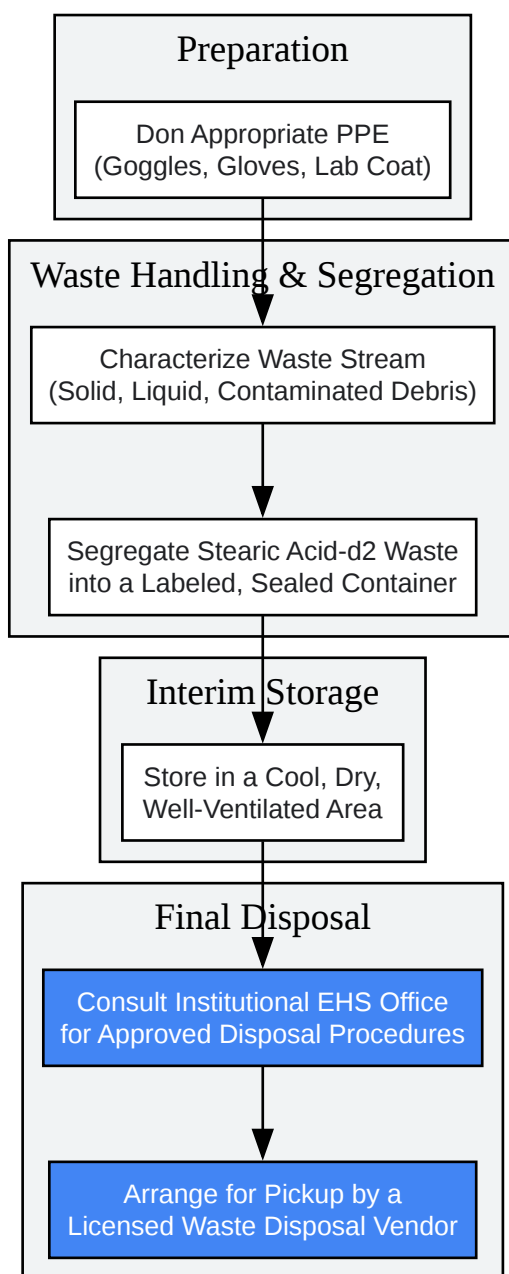 Preparation
Don Appropriate PPE
(Goggles, Gloves, Lab Coat)
Waste Handling & Segregation
Characterize Waste Stream
(Solid, Liquid, Contaminated Debris)
Segregate Stearic Acid-d2 Waste
into a Labeled, Sealed Container
Interim Storage
Store in a Cool, Dry,
Well-Ventilated Area
Final Disposal
Consult Institutional EHS Office
for Approved Disposal Procedures
Arrange for Pickup by a
Licensed Waste Disposal Vendor